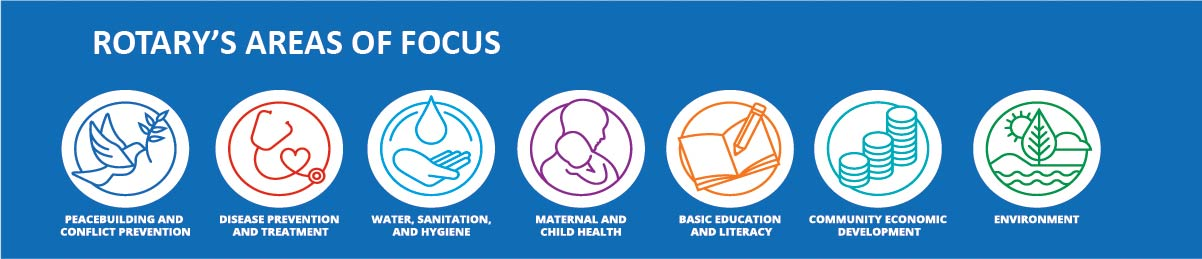 ROTARY'S AREAS OF FOCUS
PEACEBUILDING AND
CONFLICT PREVENTION
DISEASE PREVENTION
AND TREATMENT
WATER, SANITATION,
AND HYGIENE
MATERNAL AND
CHILD HEALTH
BASIC EDUCATION
AND LITERACY
COMMUNITY ECONOMIC
DEVELOPMENT
ENVIRONMENT